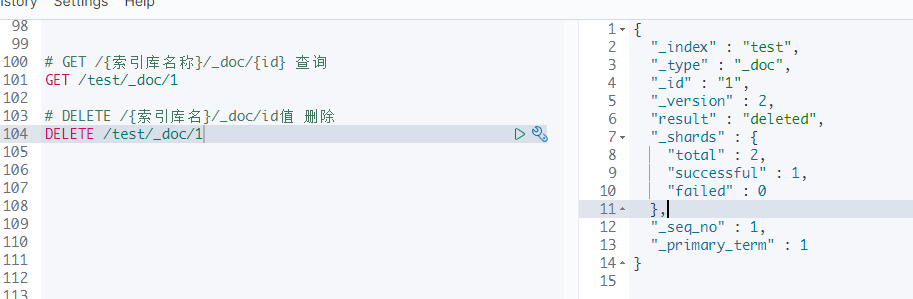 istory Settings Help
98
99
100 # GET /{索引库名称}/_doc/{id} 查询
101 GET /test/_doc/1
102
103 # DELETE /{索引库名}/_doc/id值 删除
104 DELETE /test/_doc/1
105
106
107
108
109
110
111
112
113
1 {
2 "_index" : "test",
3 "_type" : "_doc",
4 "_id" : "1",
5 "_version" : 2,
6 "result" : "deleted",
7 "_shards" : {
8 "total" : 2,
9 "successful" : 1,
10 "failed" : 0
11 },
12 "_seq_no" : 1,
13 "_primary_term" : 1
14 }
15